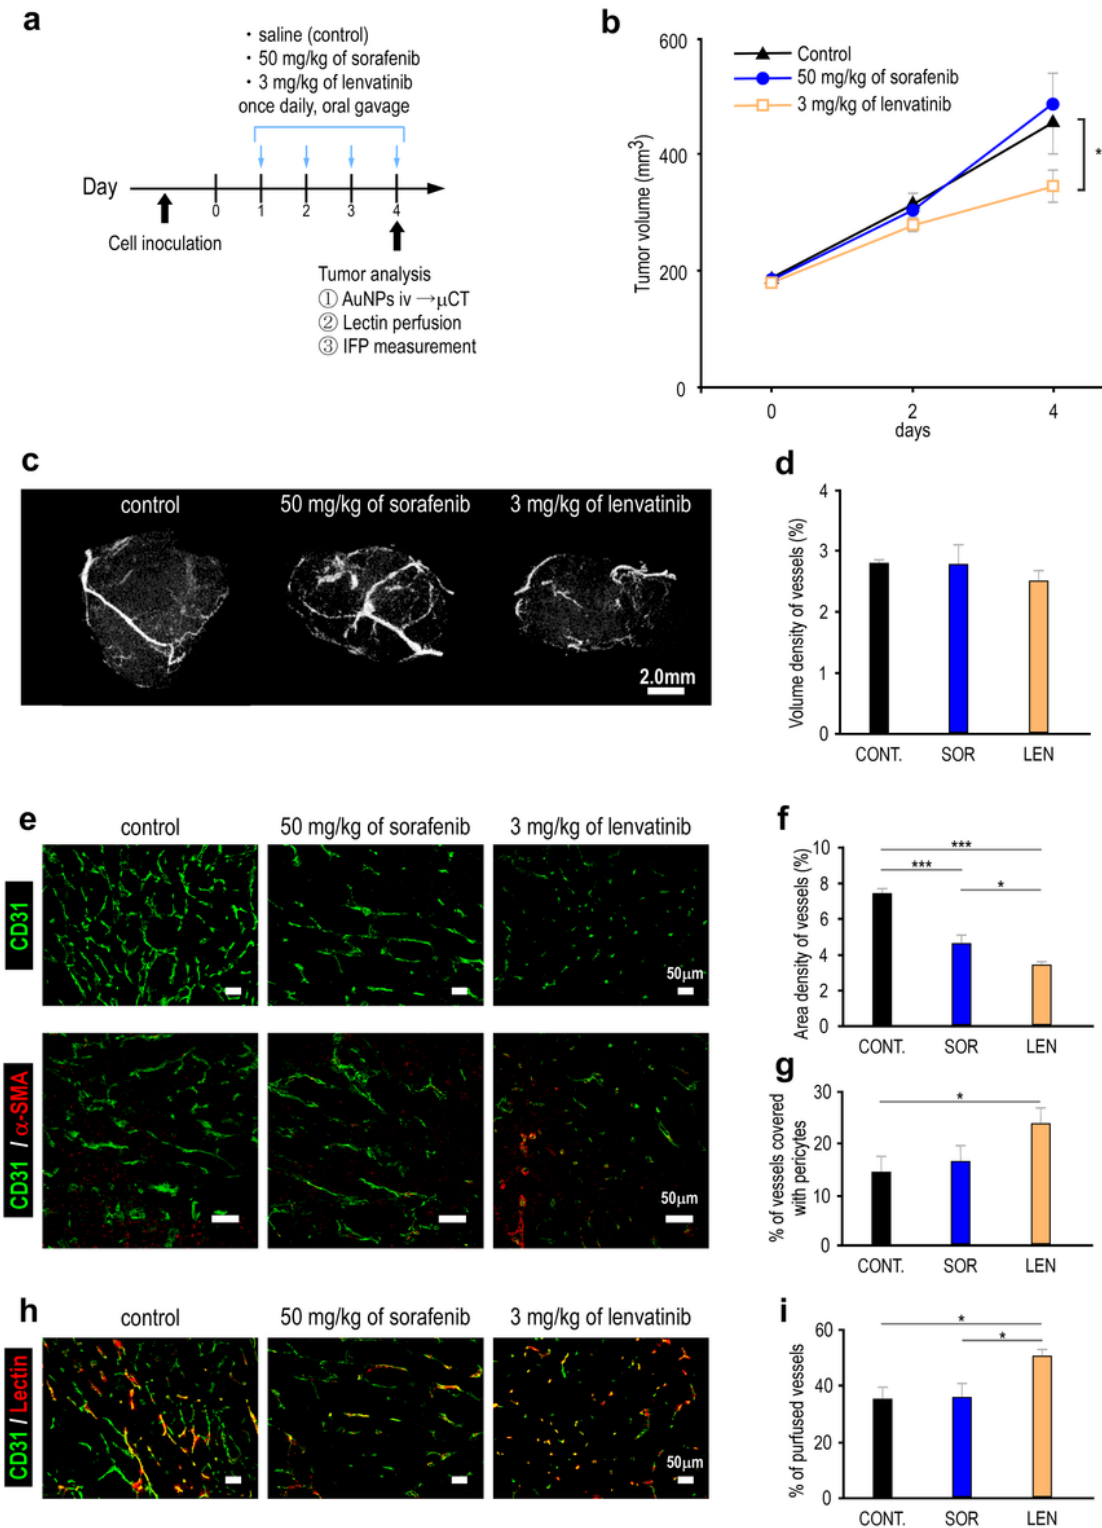 a
・ saline (control)
・ 50 mg/kg of sorafenib
・ 3 mg/kg of lenvatinib
once daily, oral gavage
Day
0 1 2 3 4
Cell inoculation
Tumor analysis
① AuNPs iv →μCT
② Lectin perfusion
③ IFP measurement
b
Control
50 mg/kg of sorafenib
3 mg/kg of lenvatinib
Tumor volume (mm3)
600
400
200
0
*
0 2 4
days
c
control 50 mg/kg of sorafenib 3 mg/kg of lenvatinib
2.0mm
d
Volume density of vessels (%)
4
3
2
1
0
CONT. SOR LEN
e
control 50 mg/kg of sorafenib 3 mg/kg of lenvatinib
CD31
50μm
CD31 / α-SMA
50μm
f
Area density of vessels (%)
10
8
6
4
2
0
***
***
*
CONT. SOR LEN
g
% of vessels covered
with pericytes
30
20
10
0
*
CONT. SOR LEN
h
control 50 mg/kg of sorafenib 3 mg/kg of lenvatinib
CD31 / Lectin
50μm
i
% of purfused vessels
60
40
20
0
*
*
CONT. SOR LEN